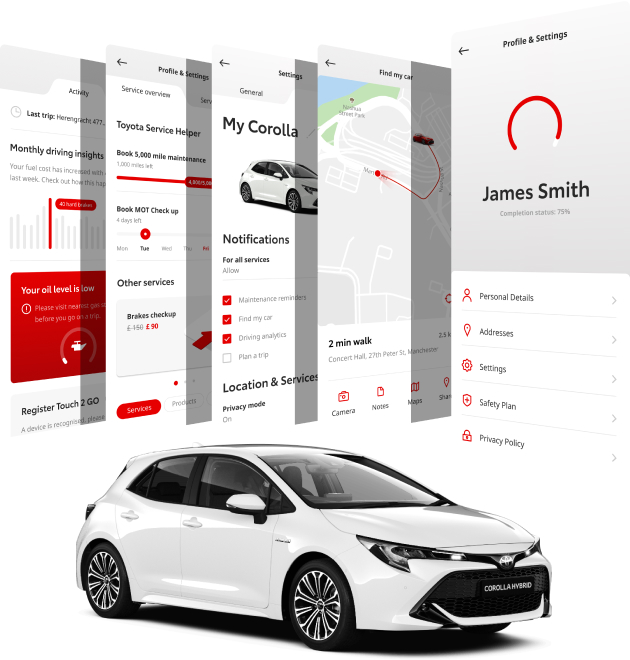 Activity
Last trip: Herengracht 477...
Monthly driving insights
Your fuel cost has increased with
last week. Check out how this hap
40 hard brakes
Your oil level is low
Please visit nearest gas st
before you go on a trip.
Register Touch 2 GO
A device is recognised, please
Profile & Settings
Service overview
Serv
Toyota Service Helper
Book 5,000 mile maintenance
1,000 miles left
4,000/5,00
Book MOT Check up
4 days left
Mon Tue Wed Thu Fri
Other services
Brakes checkup
£ 150 £ 90
Services
Products
Settings
General
My Corolla
Notifications
For all services
Allow
Maintenance reminders
Find my car
Driving analytics
Plan a trip
Location & Services
Privacy mode
On
Find my car
Joshua
Street Park
2 min walk
2.5 k
Concert Hall, 27th Peter St, Manchester
Camera
Notes
Maps
Shar
Profile & Settings
James Smith
Completion status: 75%
Personal Details
Addresses
Settings
Safety Plan
Privacy Policy
COROLLA HYBRID